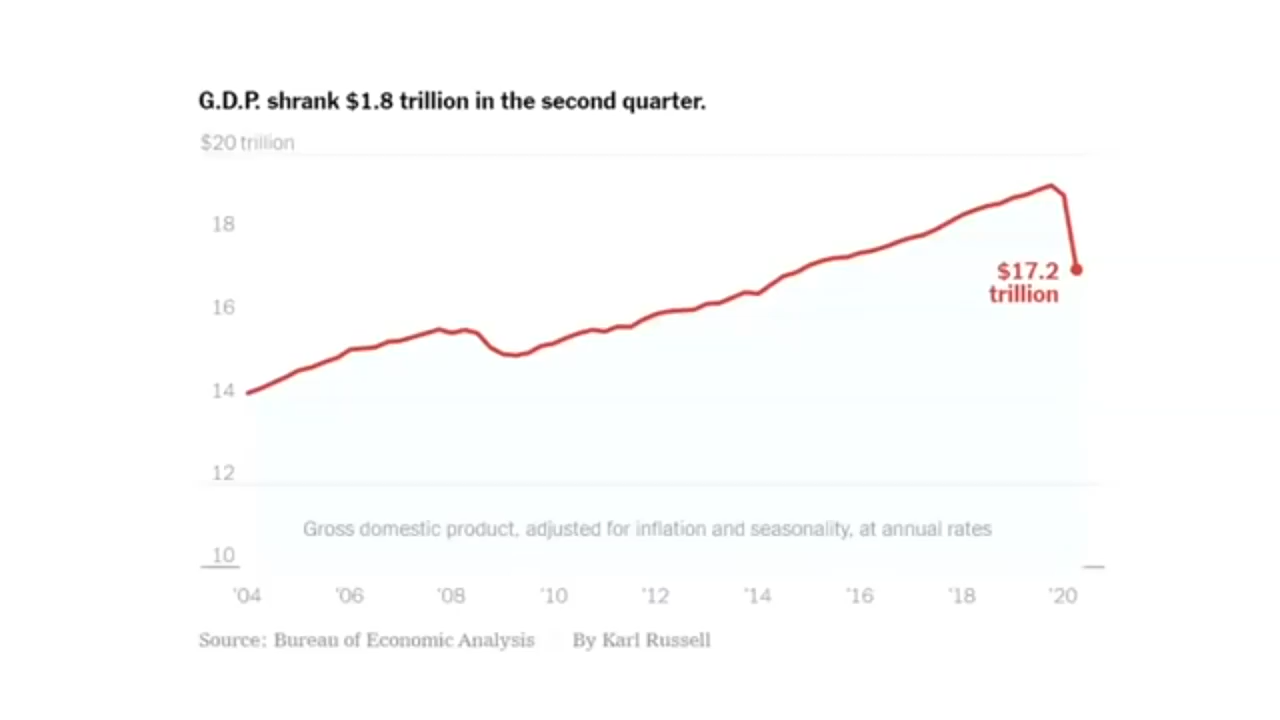 G.D.P. shrank $1.8 trillion in the second quarter.
$20 trillion
18
16
14
12
10
$17.2
trillion
Gross domestic product, adjusted for inflation and seasonality, at annual rates
'04 '06 '08 '10 '12 '14 '16 '18 '20
Source: Bureau of Economic Analysis By Karl Russell